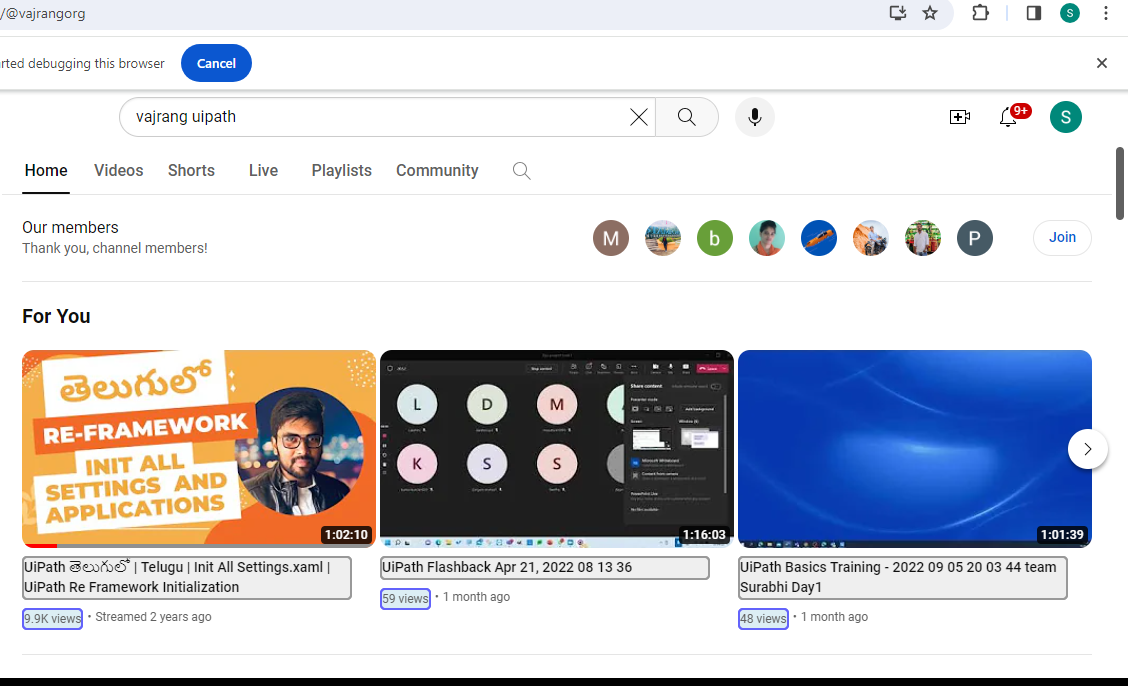 /@vajrangorg
S
rted debugging this browser
Cancel
vajrang uipath
9+
S
Home Videos Shorts Live Playlists Community
Our members
Thank you, channel members!
M b P
Join
For You
తెలుగులో
RE-FRAMEWORK
INIT ALL
SETTINGS AND
APPLICATIONS
1:02:10
L D M
K S S
Share content
1:16:03
1:01:39
UiPath తెలుగులో | Telugu | Init All Settings.xaml |
UiPath Re Framework Initialization
9.9K views • Streamed 2 years ago
UiPath Flashback Apr 21, 2022 08 13 36
59 views • 1 month ago
UiPath Basics Training - 2022 09 05 20 03 44 team
Surabhi Day1
48 views • 1 month ago